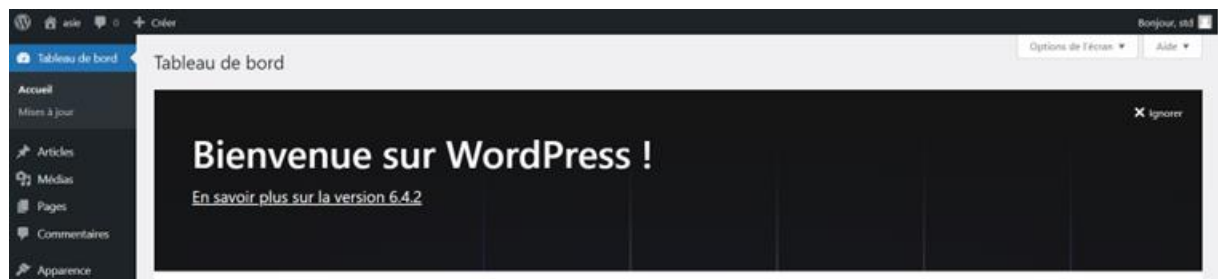 asie 0 + Créer Bonjour, std
Tableau de bord
Options de l'écran ▼ Aide ▼
Tableau de bord
Accueil
Mises à jour
Ignorer
Articles
Bienvenue sur WordPress !
Médias
En savoir plus sur la version 6.4.2
Pages
Commentaires
Apparence